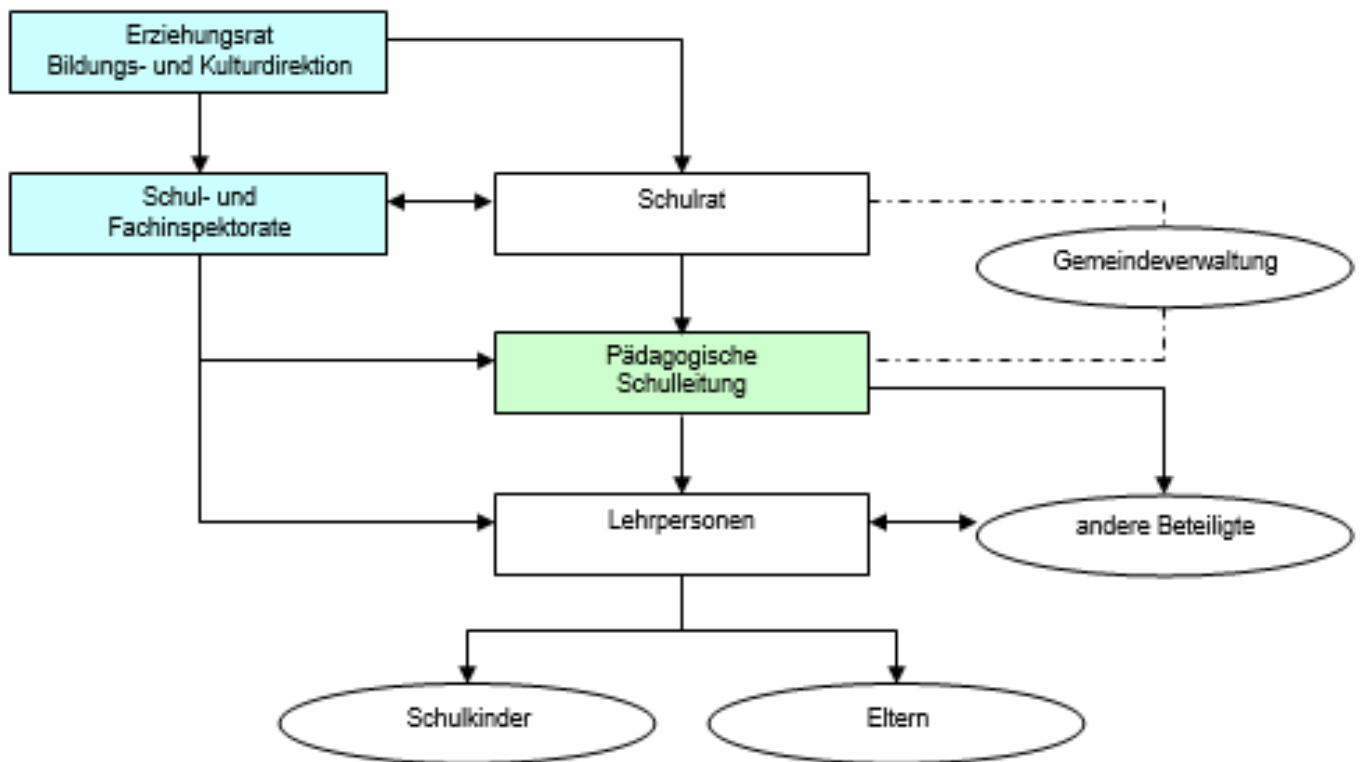 Erziehungsrat
Bildungs- und Kulturdirektion
Schul- und
Fachinspektorate
Schulrat
Gemeindeverwaltung
Pädagogische
Schulleitung
Lehrpersonen
andere Beteiligte
Schulkinder
Eltern